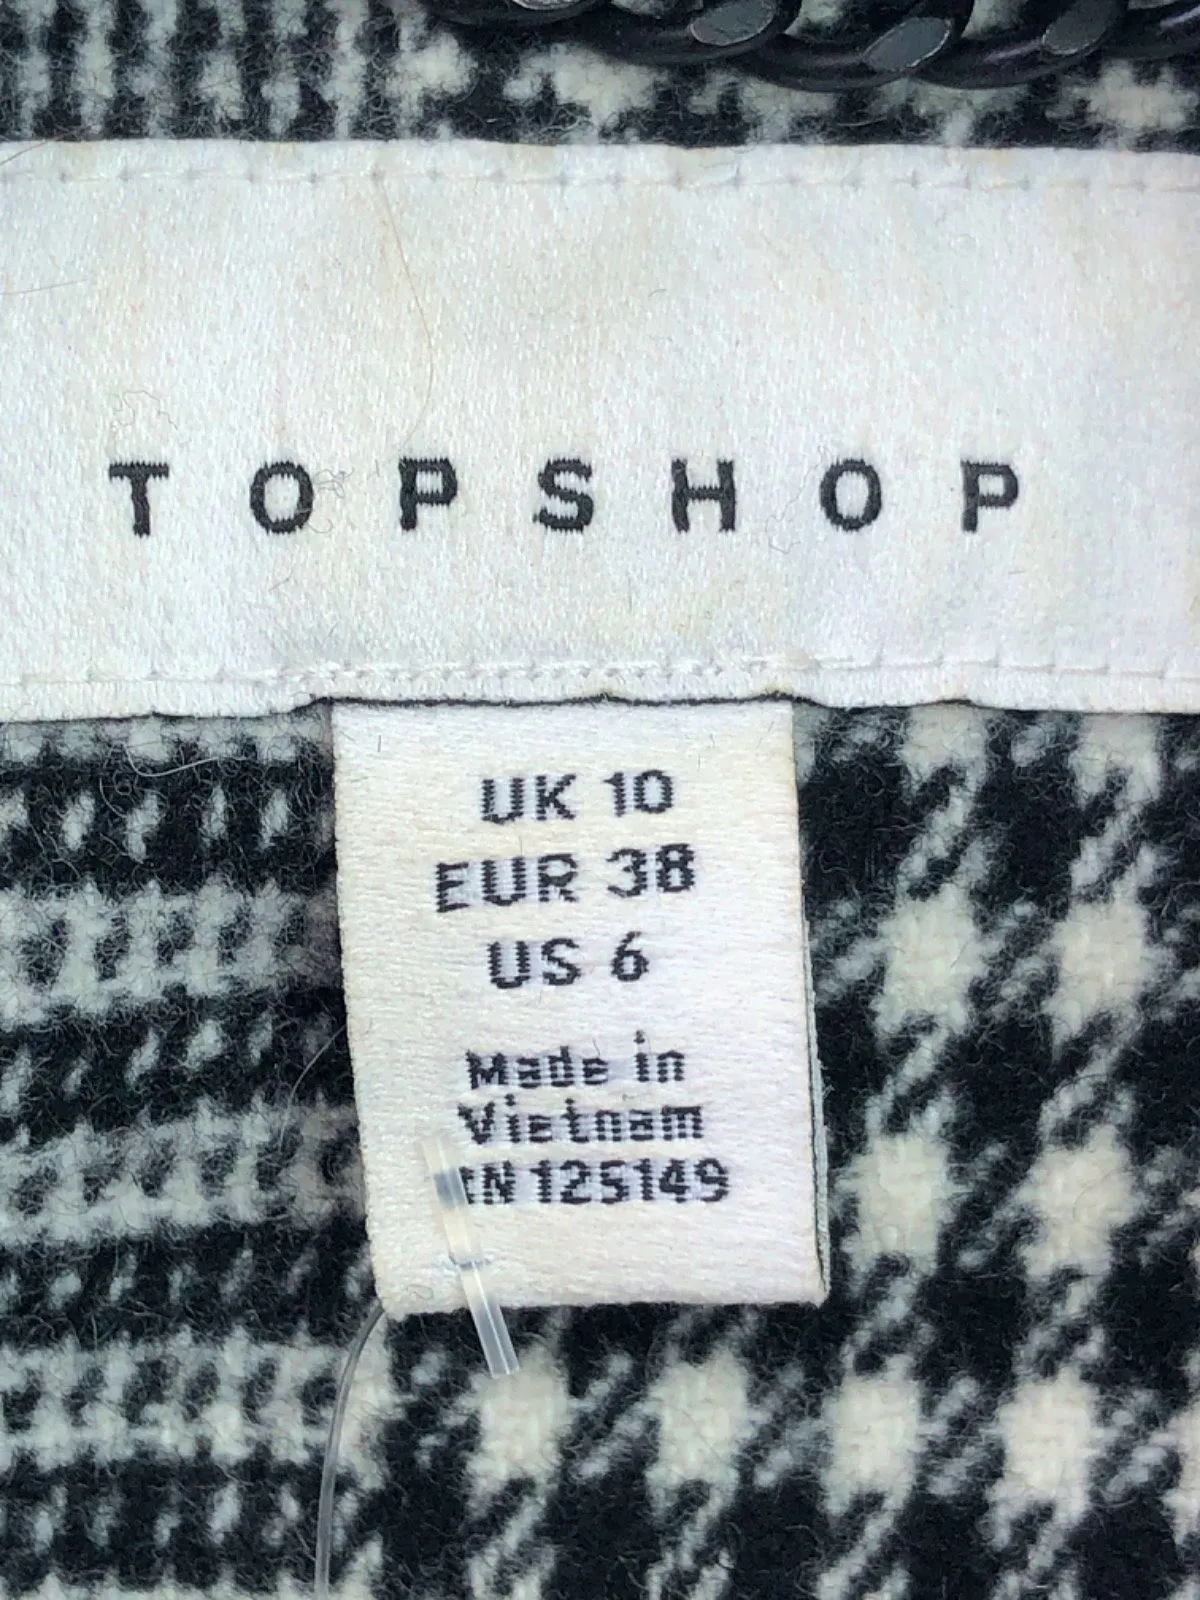 TOPSHOP
UK 10
EUR 38
US 6
Made in
Vietnam
125149